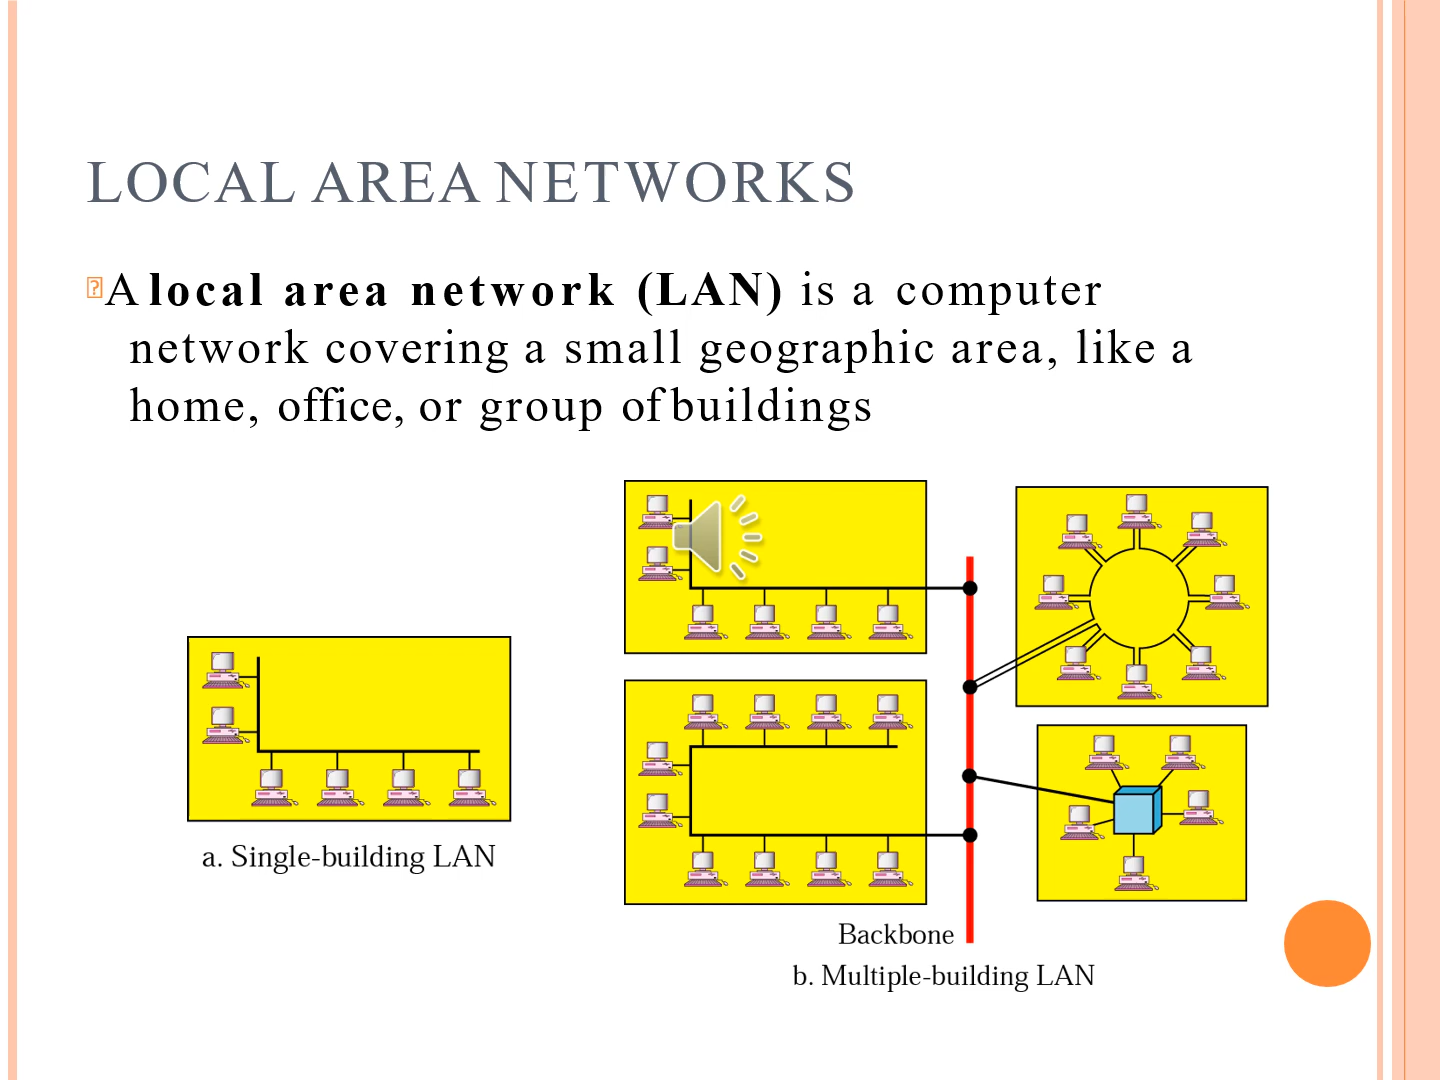 LOCAL AREA NETWORKS
A local area network (LAN) is a computer
network covering a small geographic area, like a
home, office, or group of buildings
a. Single-building LAN
Backbone
b. Multiple-building LAN